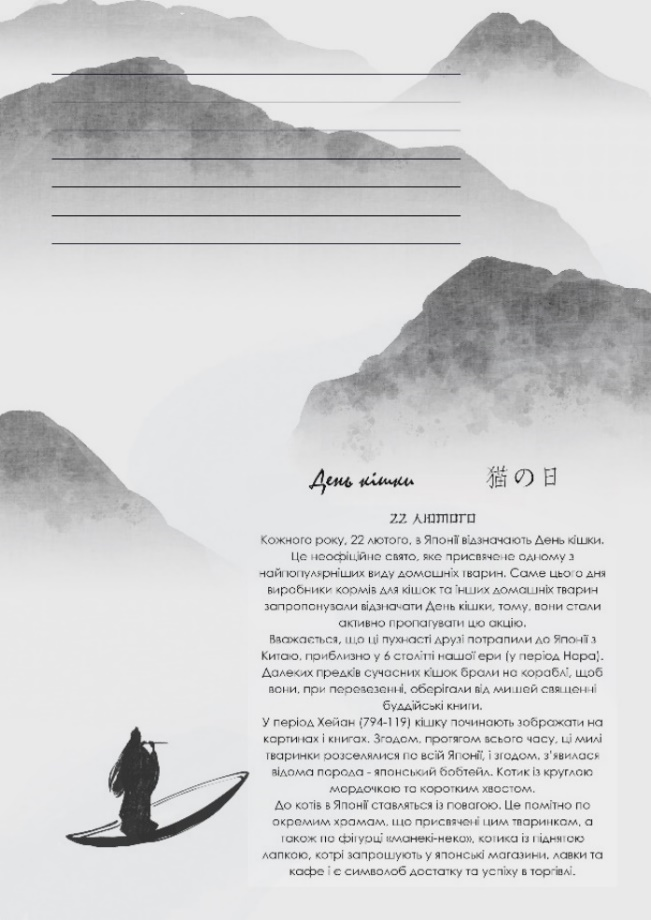 День кішки
猫の日
22 лютого
Кожного року, 22 лютого, в Японії відзначають День кішки.
Це неофіційне свято, яке присвячене одному з
найпопулярніших виду домашніх тварин. Саме цього дня
виробники кормів для кішок та інших домашніх тварин
запропонували відзначати День кішки, тому, вони стали
активно пропагувати цю акцію.
Вважається, що ці пухнасті друзі потрапили до Японії з
Китаю, приблизно у 6 столітті нашої ери (у період Нара).
Далеких предків сучасних кішок брали на кораблі, щоб
вони, при перевезенні, оберігали від мишей священні
буддійські книги.
У період Хейан (794-119) кішку починають зображати на
картинах і книгах. Згодом, протягом всього часу, ці милі
тваринки розселялися по всій Японії, і згодом, з'явилася
відома порода - японський бобтейл. Котик із круглою
мордочкою та коротким хвостом.
До котів в Японії ставляться із повагою. Це помітно по
окремим храмам, що присвячені цим тваринкам, а
також по фігурці «манекі-неко», котика із піднятою
лапкою, котрі запрошують у японські магазини, лавки та
кафе і є символоб достатку та успіху в торгівлі.